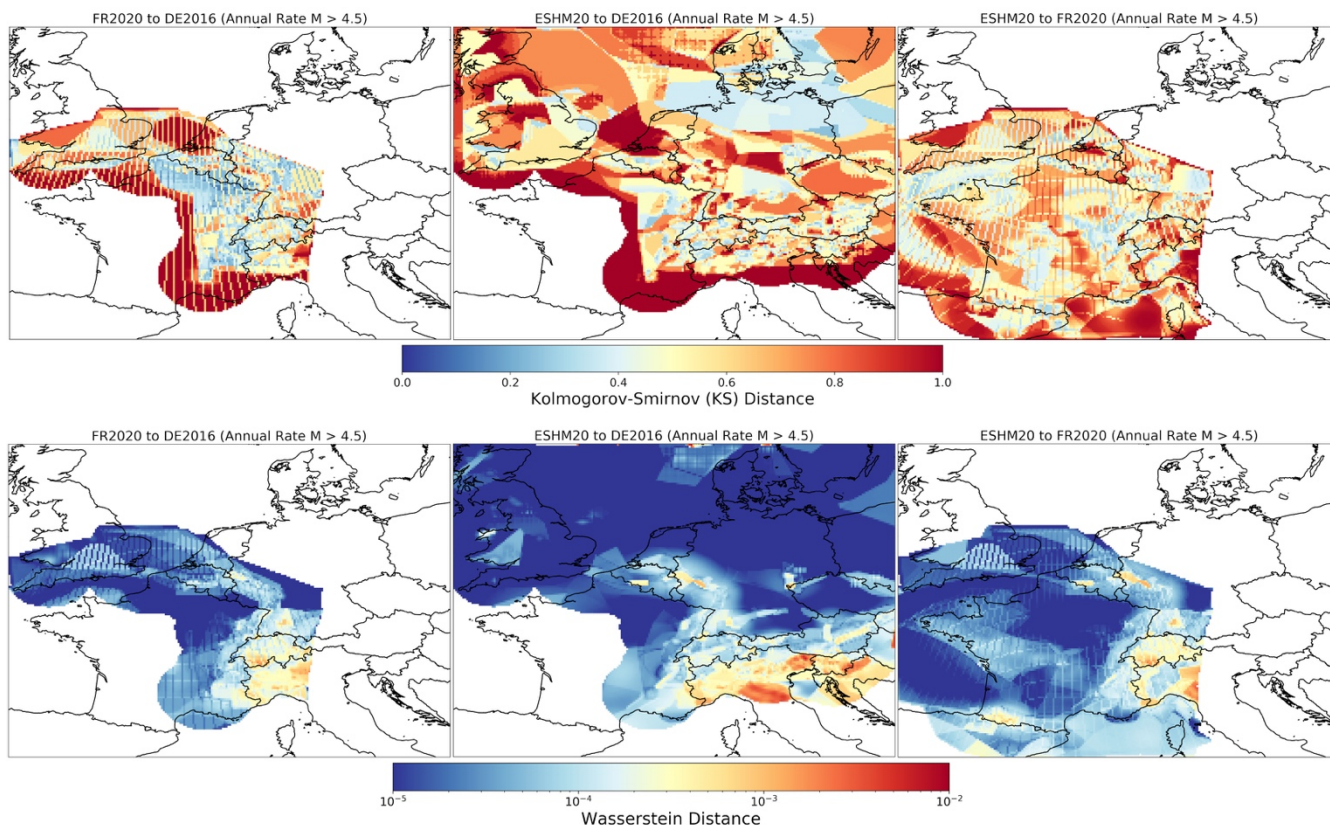 FR2020 to DE2016 (Annual Rate M > 4.5)
ESHM20 to DE2016 (Annual Rate M > 4.5)
ESHM20 to FR2020 (Annual Rate M > 4.5)
0.0 0.2 0.4 0.6 0.8 1.0
Kolmogorov-Smirnov (KS) Distance
FR2020 to DE2016 (Annual Rate M > 4.5)
ESHM20 to DE2016 (Annual Rate M > 4.5)
ESHM20 to FR2020 (Annual Rate M > 4.5)
10⁻⁵ 10⁻⁴ 10⁻³ 10⁻²
Wasserstein Distance